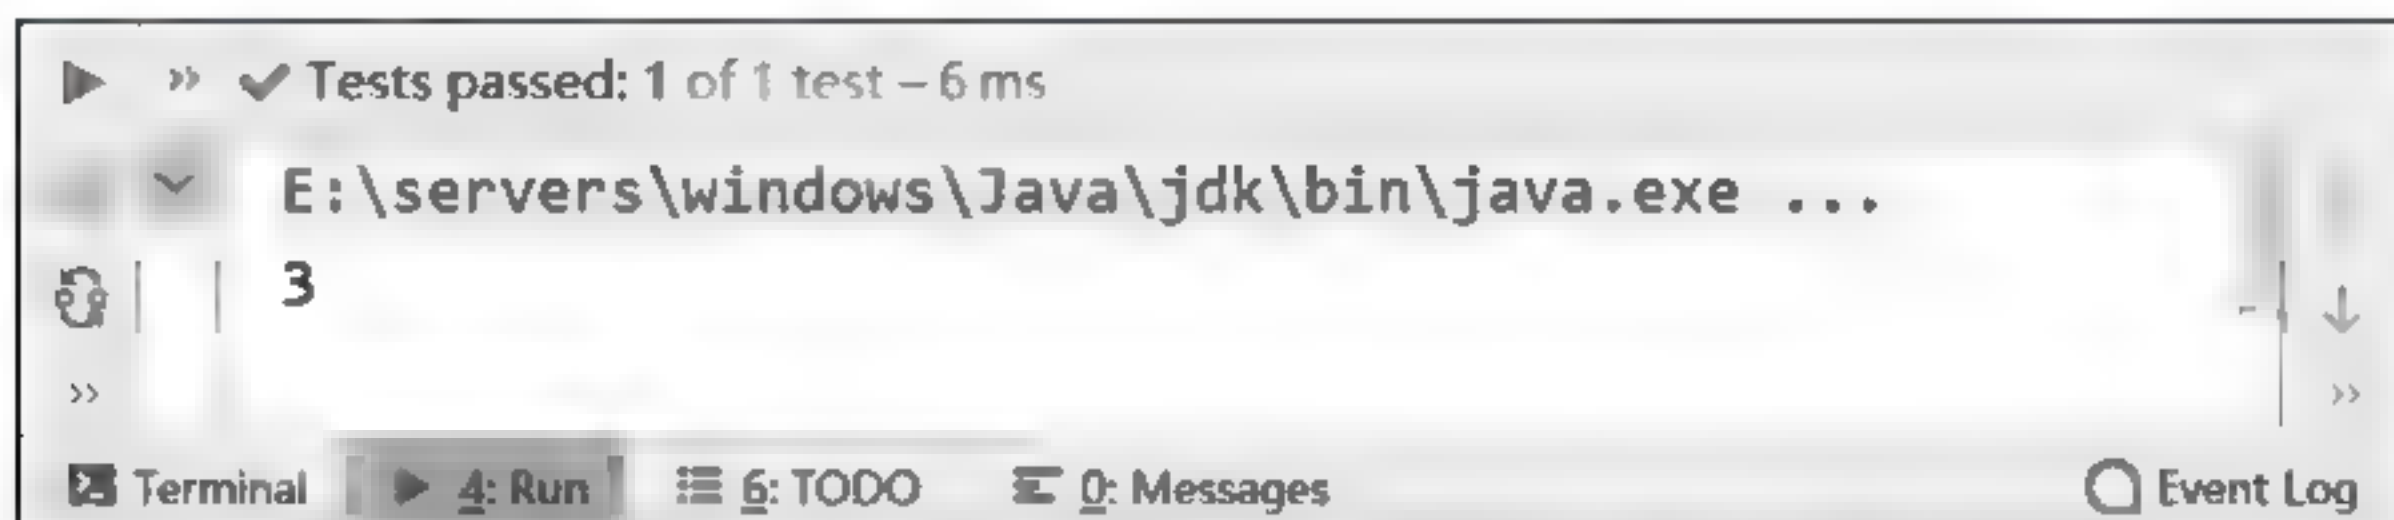 Tests passed: 1 of 1 test – 6 ms
E:\servers\windows\Java\jdk\bin\java.exe ...
3
Terminal 4: Run 6: TODO 0: Messages Event Log